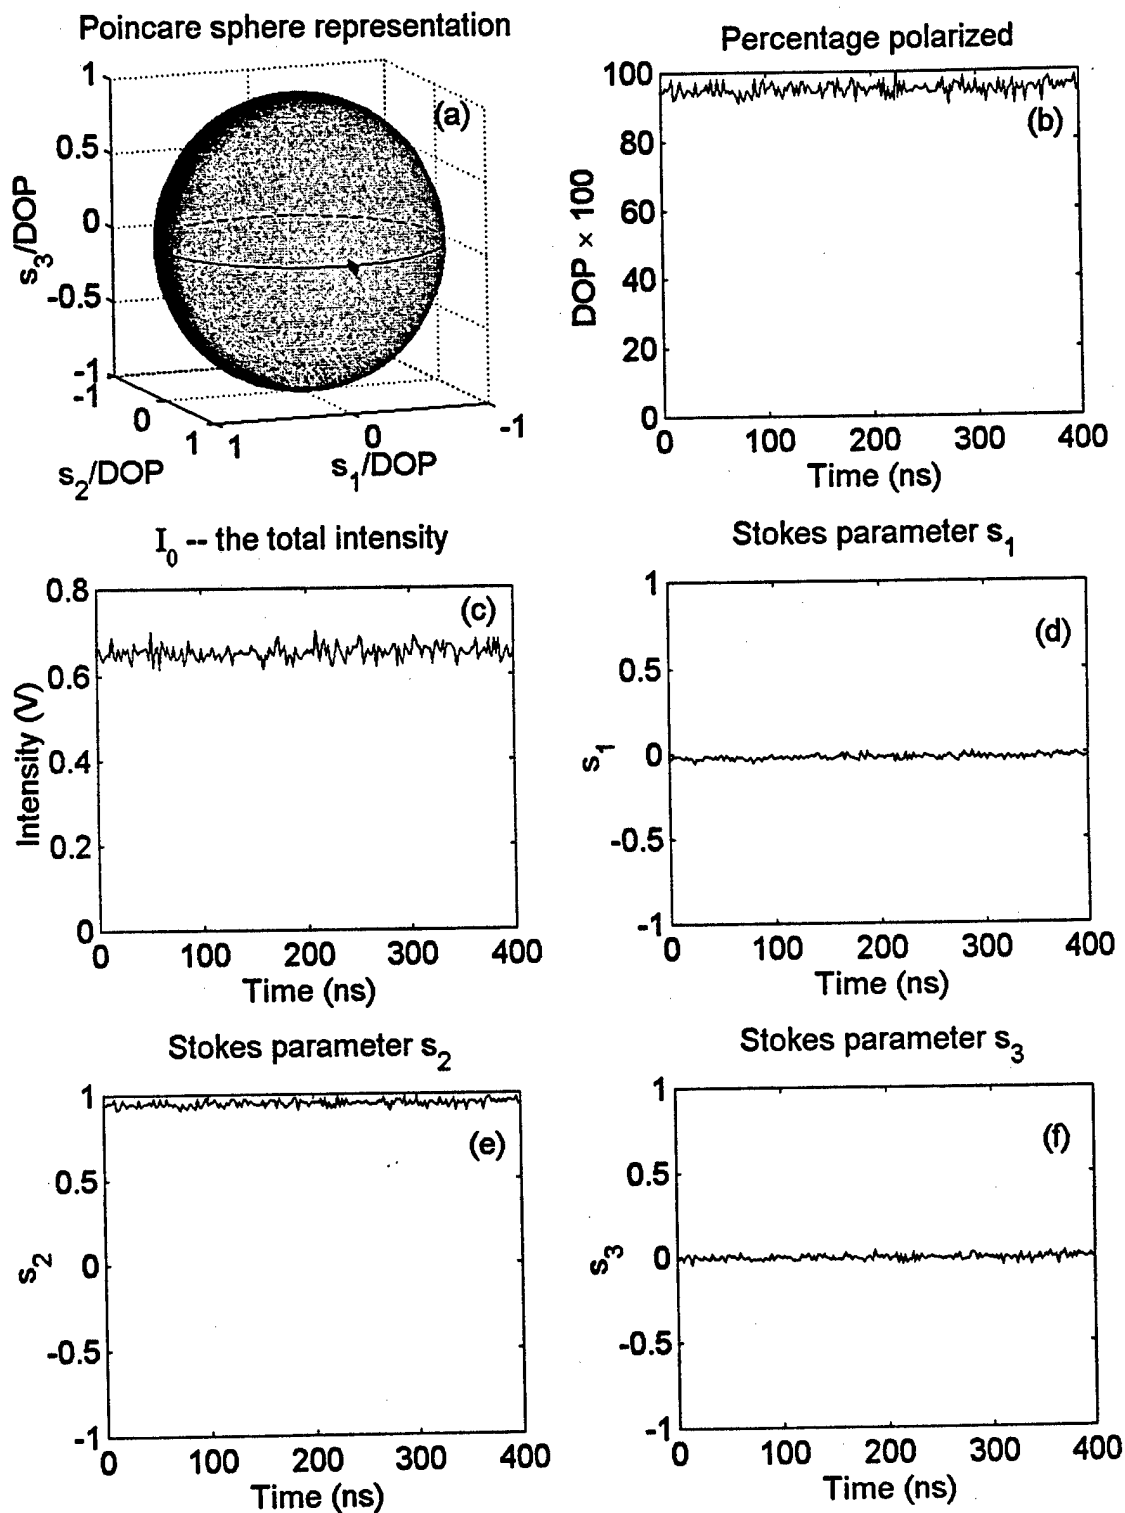 Poincare sphere representation
(a)
1
0.5
0
-0.5
-1
s3/DOP
-1
0
1
s2/DOP
1
0
-1
s1/DOP
Percentage polarized
(b)
100
80
60
40
20
0
DOP × 100
0 100 200 300 400
Time (ns)
I0 -- the total intensity
(c)
0.8
0.6
0.4
0.2
0
Intensity (V)
0 100 200 300 400
Time (ns)
Stokes parameter s1
(d)
1
0.5
0
-0.5
-1
s1
0 100 200 300 400
Time (ns)
Stokes parameter s2
(e)
1
0.5
0
-0.5
-1
s2
0 100 200 300 400
Time (ns)
Stokes parameter s3
(f)
1
0.5
0
-0.5
-1
s3
0 100 200 300 400
Time (ns)